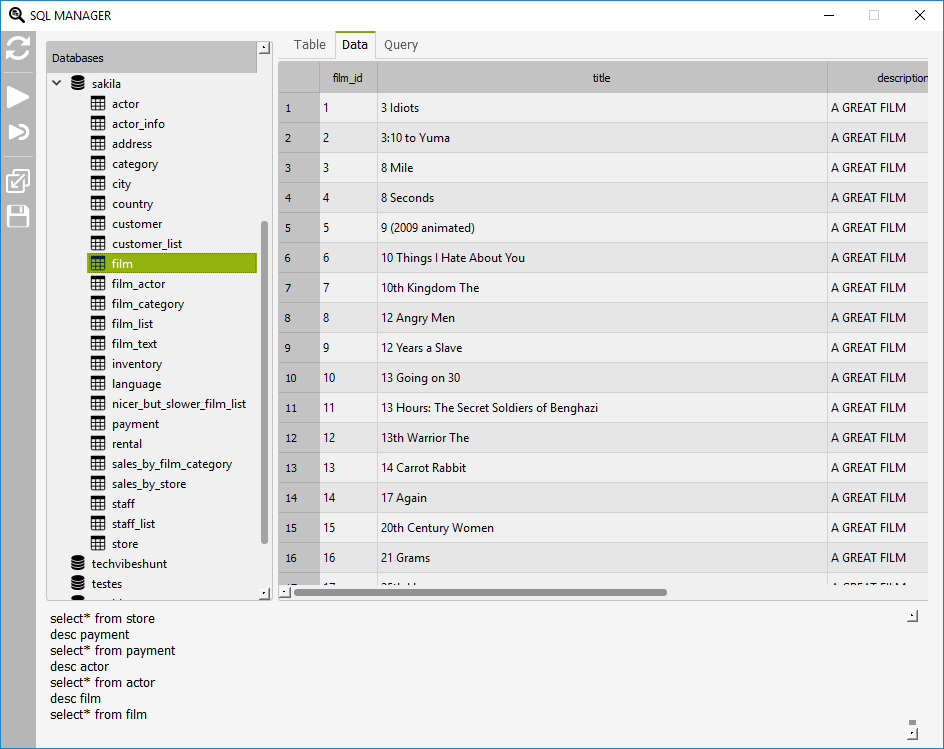 SQL MANAGER
Databases
sakila
actor
actor_info
address
category
city
country
customer
customer_list
film
film_actor
film_category
film_list
film_text
inventory
language
nicer_but_slower_film_list
payment
rental
sales_by_film_category
sales_by_store
staff
staff_list
store
techvibeshunt
testes
Table Data Query
film_id title description
1 1 3 Idiots A GREAT FILM
2 2 3:10 to Yuma A GREAT FILM
3 3 8 Mile A GREAT FILM
4 4 8 Seconds A GREAT FILM
5 5 9 (2009 animated) A GREAT FILM
6 6 10 Things I Hate About You A GREAT FILM
7 7 10th Kingdom The A GREAT FILM
8 8 12 Angry Men A GREAT FILM
9 9 12 Years a Slave A GREAT FILM
10 10 13 Going on 30 A GREAT FILM
11 11 13 Hours: The Secret Soldiers of Benghazi A GREAT FILM
12 12 13th Warrior The A GREAT FILM
13 13 14 Carrot Rabbit A GREAT FILM
14 14 17 Again A GREAT FILM
15 15 20th Century Women A GREAT FILM
16 16 21 Grams A GREAT FILM
select* from store
desc payment
select* from payment
desc actor
select* from actor
desc film
select* from film